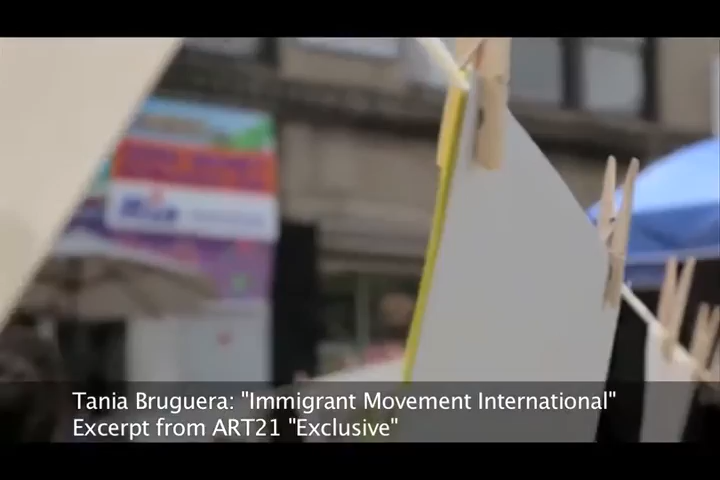 Tania Bruguera: "Immigrant Movement International"
Excerpt from ART21 "Exclusive"